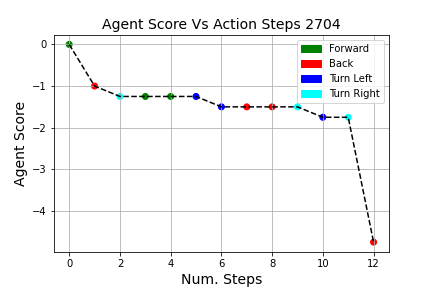 Agent Score Vs Action Steps 2704
Forward
Back
Turn Left
Turn Right
0
−1
−2
−3
−4
Agent Score
0 2 4 6 8 10 12
Num. Steps